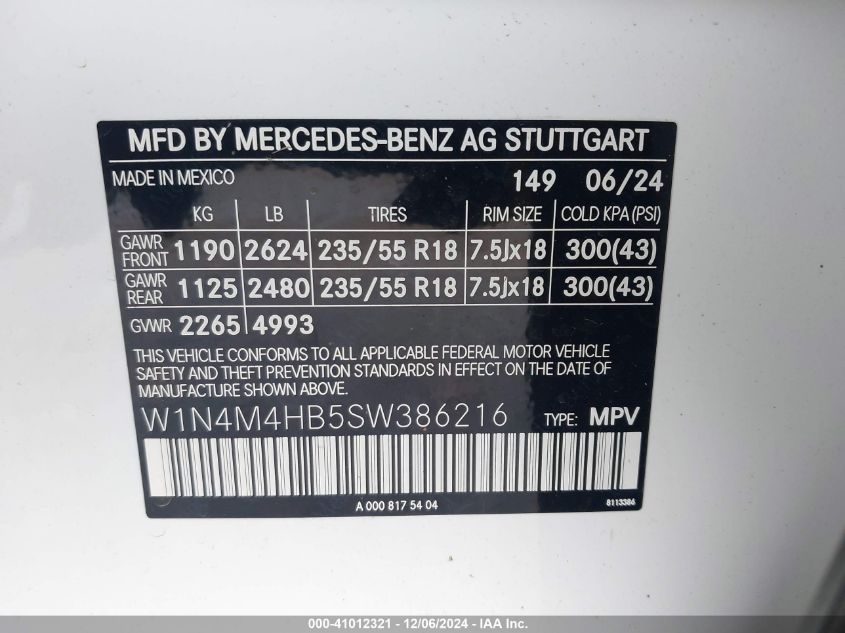 MFD BY MERCEDES-BENZ AG STUTTGART
MADE IN MEXICO 149 06/24
KG LB TIRES RIM SIZE COLD KPA (PSI)
GAWR FRONT 1190 2624 235/55 R18 7.5Jx18 300(43)
GAWR REAR 1125 2480 235/55 R18 7.5Jx18 300(43)
GVWR 2265 4993
THIS VEHICLE CONFORMS TO ALL APPLICABLE FEDERAL MOTOR VEHICLE
SAFETY AND THEFT PREVENTION STANDARDS IN EFFECT ON THE DATE OF
MANUFACTURE SHOWN ABOVE.
W1N4M4HB5SW386216 TYPE: MPV
A 000 817 54 04 8113386
000-41012321 - 12/06/2024 - IAA Inc.